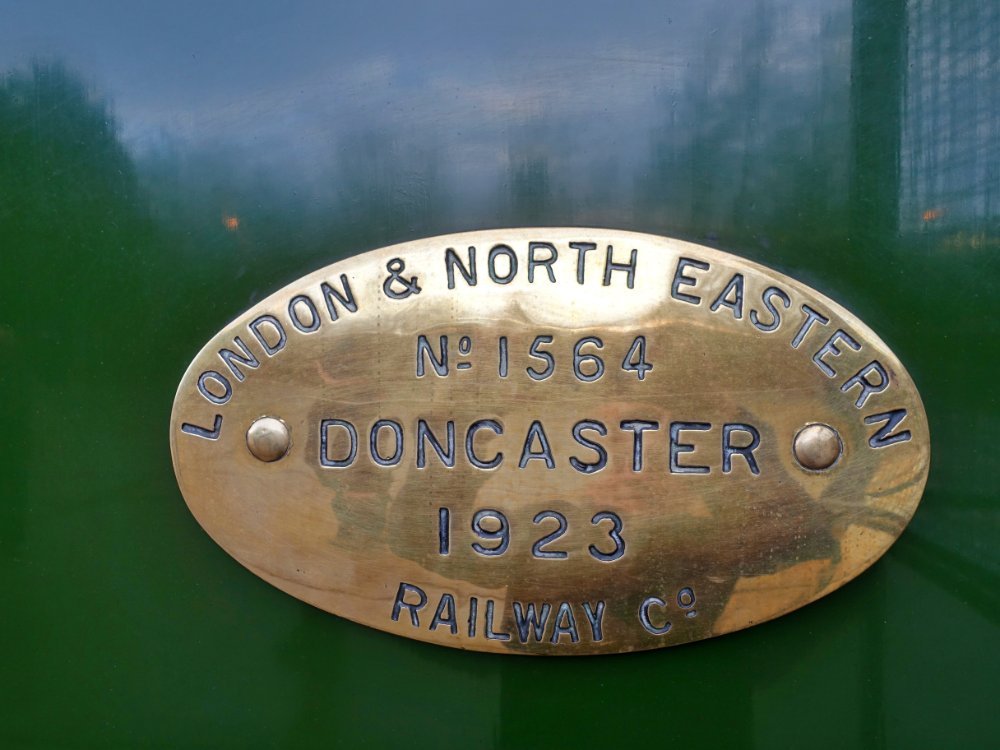 LONDON & NORTH EASTERN
Nº 1564
DONCASTER
1923
RAILWAY Cº